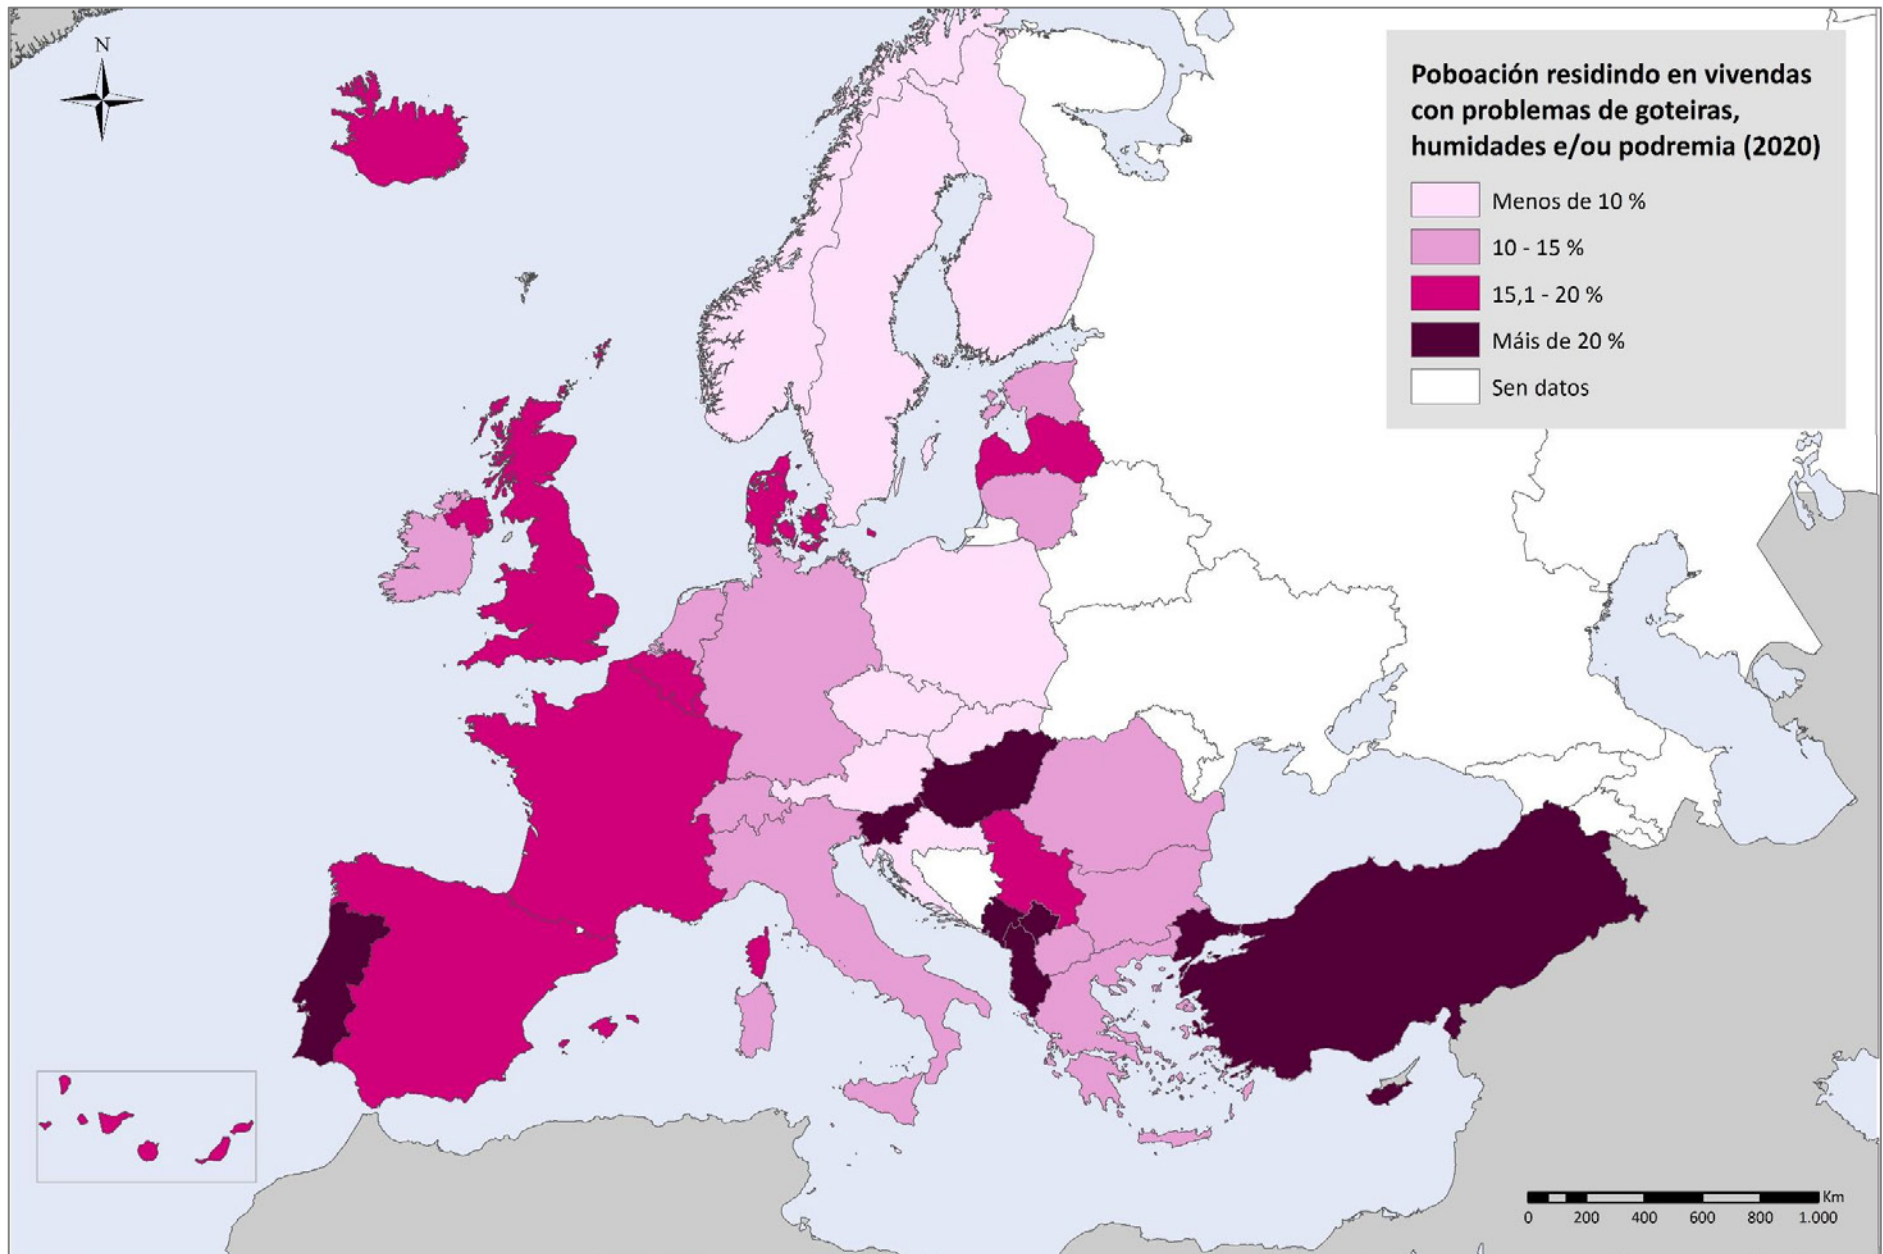 N
Poboación residindo en vivendas
con problemas de goteiras,
humidades e/ou podremia (2020)
Menos de 10 %
10 - 15 %
15,1 - 20 %
Máis de 20 %
Sen datos
Km
0 200 400 600 800 1.000